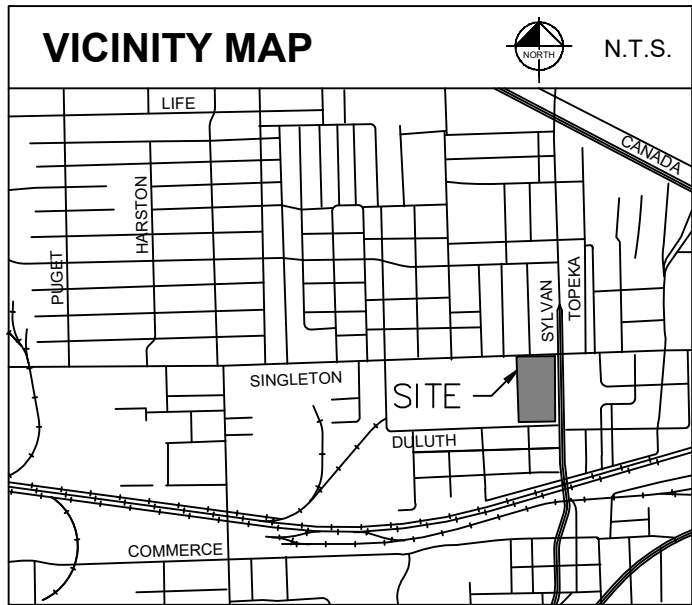 VICINITY MAP
NORTH
N.T.S.
LIFE
CANADA
HARSTON
PUGET
SYLVAN
TOPEKA
SINGLETON
SITE
DULUTH
COMMERCE